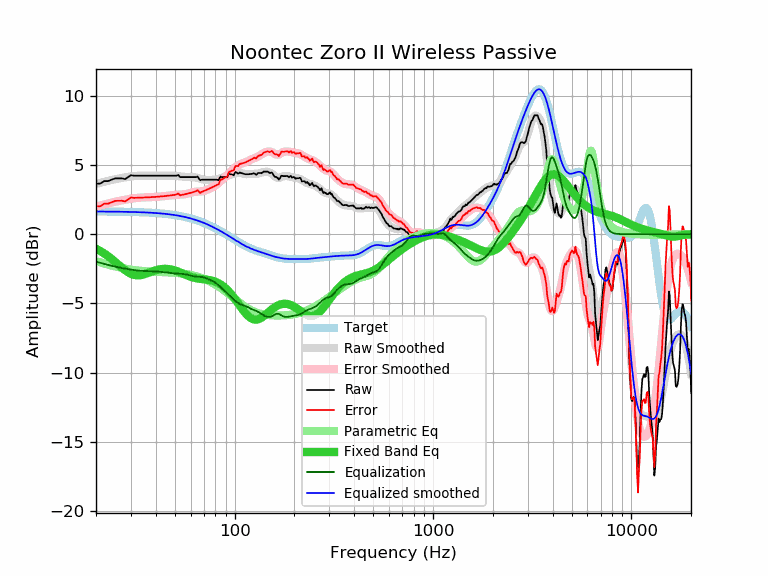 Noontec Zoro II Wireless Passive
10
5
0
−5
−10
−15
−20
Amplitude (dBr)
Target
Raw Smoothed
Error Smoothed
Raw
Error
Parametric Eq
Fixed Band Eq
Equalization
Equalized smoothed
100 1000 10000
Frequency (Hz)